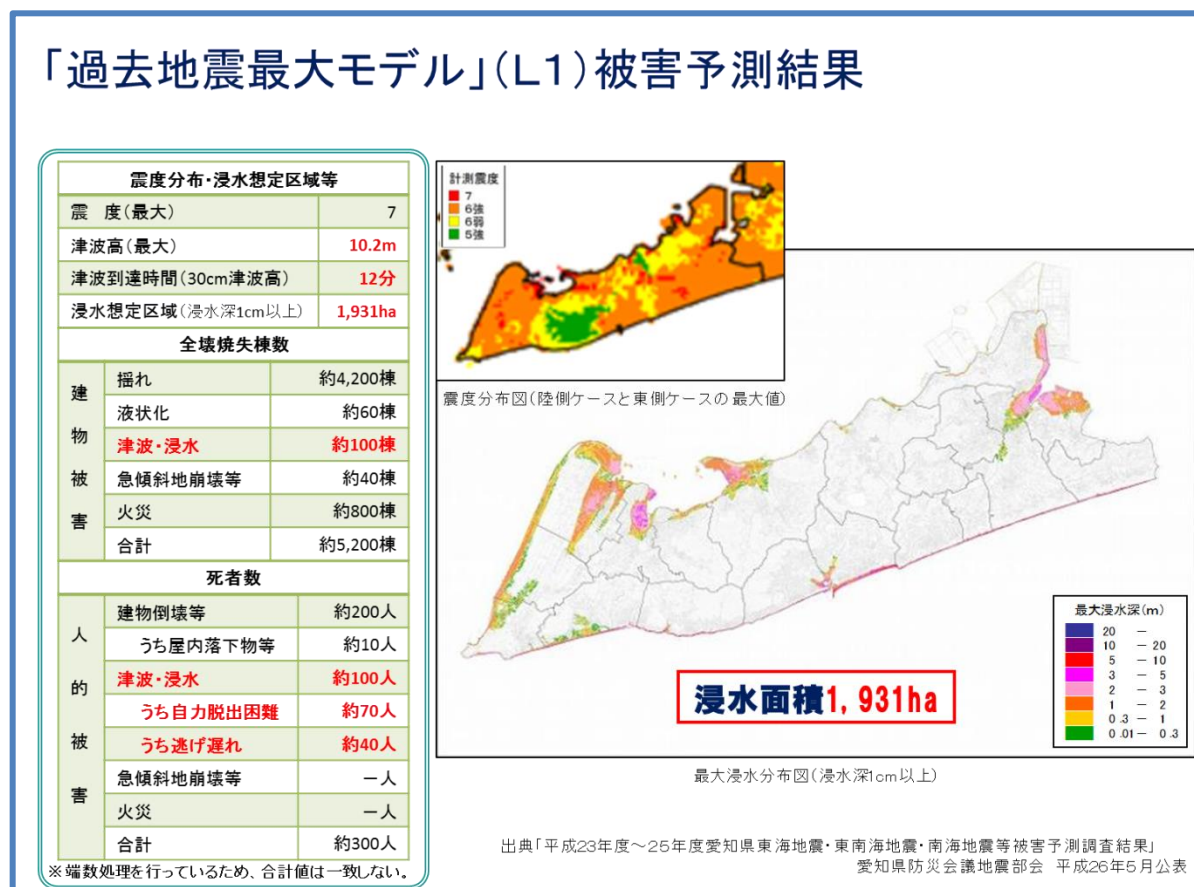 「過去地震最大モデル」(L1)被害予測結果
震度分布・浸水想定区域等
震 度(最大) 7
津波高(最大) 10.2m
津波到達時間(30cm津波高) 12分
浸水想定区域(浸水深1cm以上) 1,931ha
全壊焼失棟数
建物被害
揺れ 約4,200棟
液状化 約60棟
津波・浸水 約100棟
急傾斜地崩壊等 約40棟
火災 約800棟
合計 約5,200棟
死者数
人的被害
建物倒壊等 約200人
うち屋内落下物等 約10人
津波・浸水 約100人
うち自力脱出困難 約70人
うち逃げ遅れ 約40人
急傾斜地崩壊等 ー人
火災 ー人
合計 約300人
※端数処理を行っているため、合計値は一致しない。
計測震度
7
6強
6弱
5強
震度分布図(陸側ケースと東側ケースの最大値)
浸水面積1,931ha
最大浸水深(m)
20 −
10 − 20
5 − 10
3 − 5
2 − 3
1 − 2
0.3 − 1
0.01 − 0.3
最大浸水分布図(浸水深1cm以上)
出典「平成23年度~25年度愛知県東海地震・東南海地震・南海地震等被害予測調査結果」
愛知県防災会議地震部会 平成26年5月公表